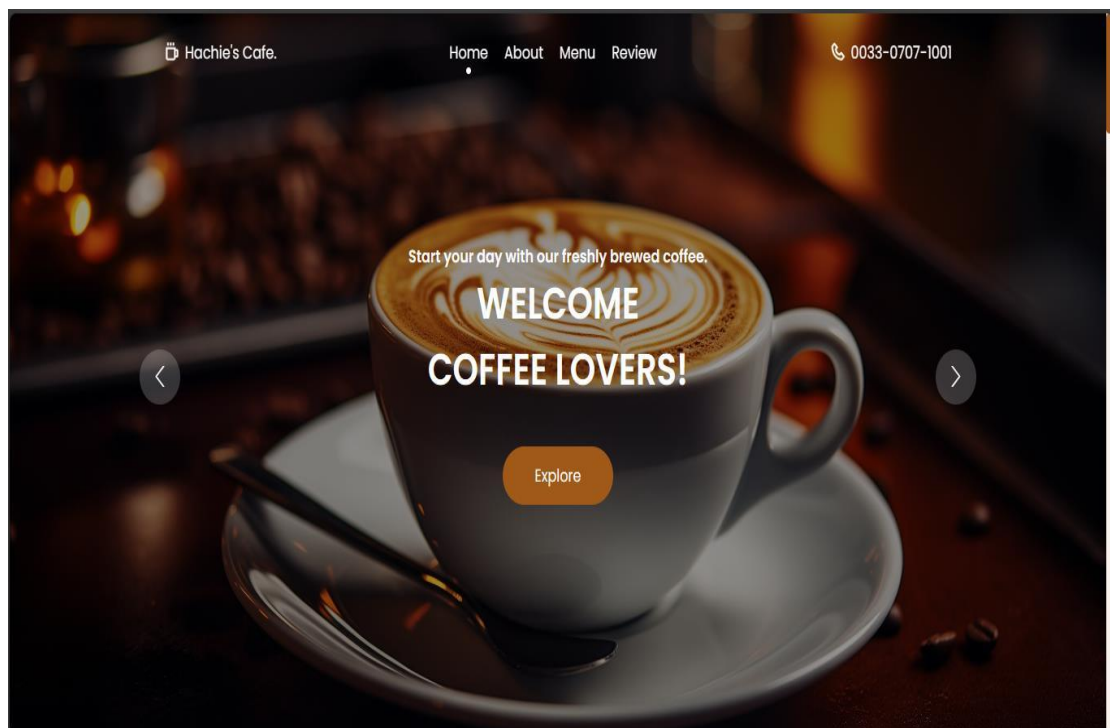 Hachie's Cafe.
Home About Menu Review
0033-0707-1001
Start your day with our freshly brewed coffee.
WELCOME
COFFEE LOVERS!
Explore